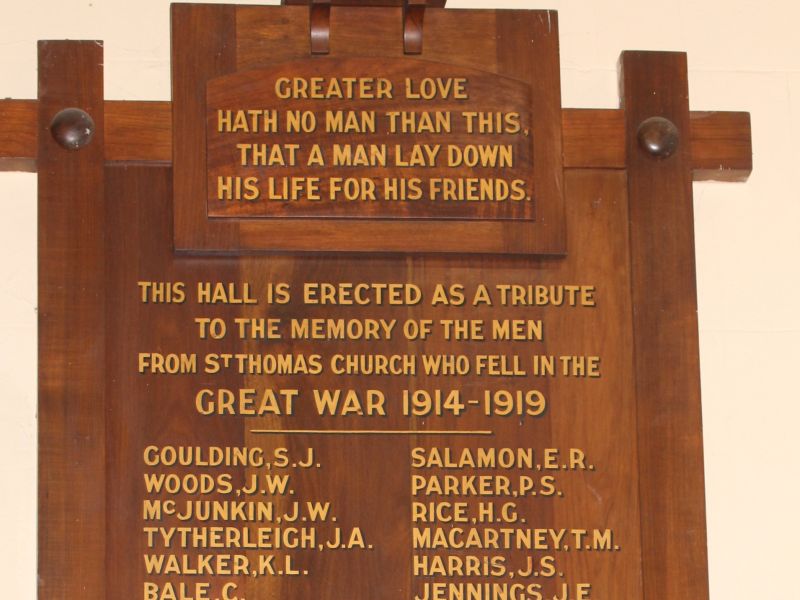 GREATER LOVE
HATH NO MAN THAN THIS,
THAT A MAN LAY DOWN
HIS LIFE FOR HIS FRIENDS.
THIS HALL IS ERECTED AS A TRIBUTE
TO THE MEMORY OF THE MEN
FROM ST THOMAS CHURCH WHO FELL IN THE
GREAT WAR 1914-1919
GOULDING, S.J.
WOODS, J.W.
McJUNKIN, J.W.
TYTHERLEIGH, J.A.
WALKER, K.L.
BALE, C.
SALAMON, E.R.
PARKER, P.S.
RICE, H.G.
MACARTNEY, T.M.
HARRIS, J.S.
JENNINGS, J.E